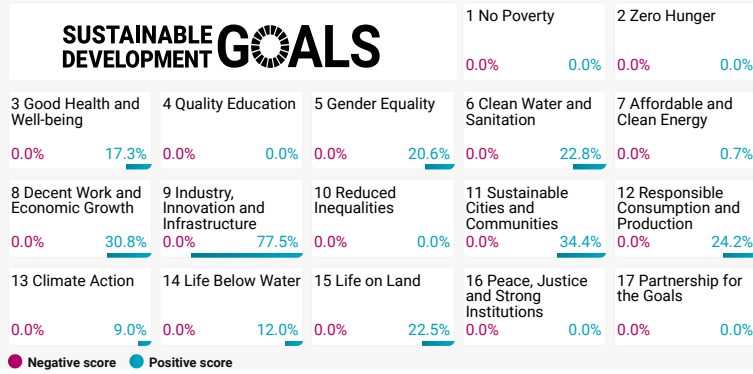 SUSTAINABLE
DEVELOPMENT
GOALS
1 No Poverty
0.0% 0.0%
2 Zero Hunger
0.0% 0.0%
3 Good Health and
Well-being
0.0% 17.3%
4 Quality Education
0.0% 0.0%
5 Gender Equality
0.0% 20.6%
6 Clean Water and
Sanitation
0.0% 22.8%
7 Affordable and
Clean Energy
0.0% 0.7%
8 Decent Work and
Economic Growth
0.0% 30.8%
9 Industry,
Innovation and
Infrastructure
0.0% 77.5%
10 Reduced
Inequalities
0.0% 0.0%
11 Sustainable
Cities and
Communities
0.0% 34.4%
12 Responsible
Consumption and
Production
0.0% 24.2%
13 Climate Action
0.0% 9.0%
14 Life Below Water
0.0% 12.0%
15 Life on Land
0.0% 22.5%
16 Peace, Justice
and Strong
Institutions
0.0% 0.0%
17 Partnership for
the Goals
0.0% 0.0%
Negative score Positive score